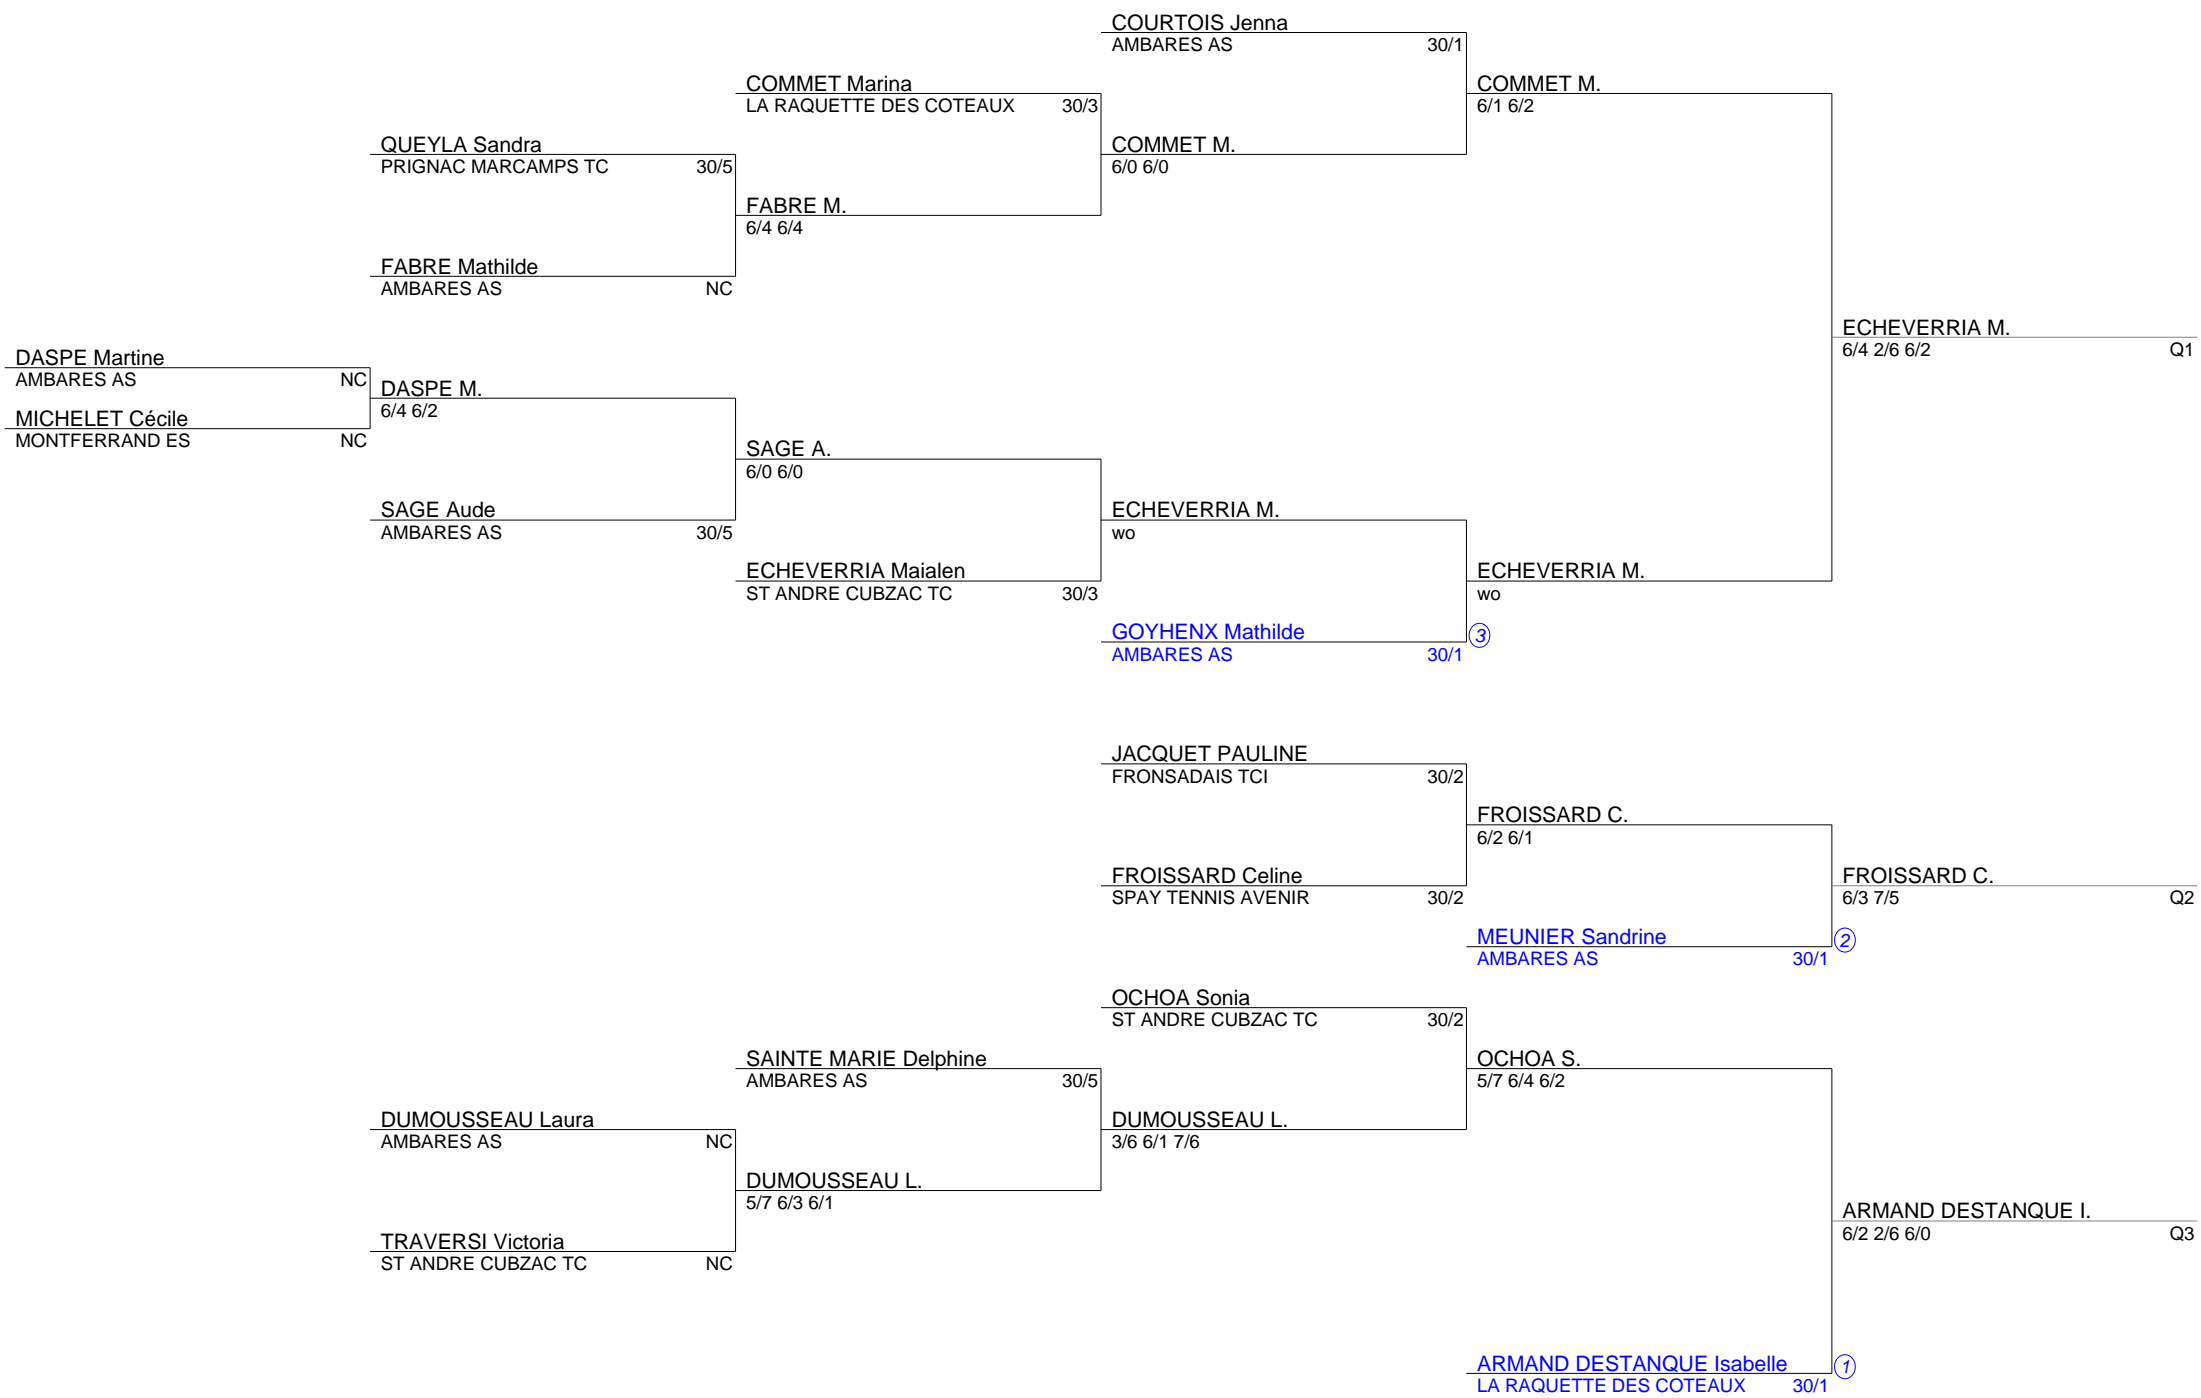 COURTOIS Jenna
AMBARES AS 30/1
COMMET Marina
LA RAQUETTE DES COTEAUX 30/3
COMMET M.
6/1 6/2
QUEYLA Sandra
PRIGNAC MARCAMPS TC 30/5
COMMET M.
6/0 6/0
FABRE M.
6/4 6/4
FABRE Mathilde
AMBARES AS NC
ECHEVERRIA M.
6/4 2/6 6/2 Q1
DASPE Martine
AMBARES AS NC
DASPE M.
6/4 6/2
MICHELET Cécile
MONTFERRAND ES NC
SAGE A.
6/0 6/0
SAGE Aude
AMBARES AS 30/5
ECHEVERRIA M.
wo
ECHEVERRIA Maialen
ST ANDRE CUBZAC TC 30/3
ECHEVERRIA M.
wo
GOYHENX Mathilde 3
AMBARES AS 30/1
JACQUET PAULINE
FRONSADAIS TCI 30/2
FROISSARD C.
6/2 6/1
FROISSARD Celine
SPAY TENNIS AVENIR 30/2
FROISSARD C.
6/3 7/5 Q2
MEUNIER Sandrine 2
AMBARES AS 30/1
OCHOA Sonia
ST ANDRE CUBZAC TC 30/2
SAINTE MARIE Delphine
AMBARES AS 30/5
OCHOA S.
5/7 6/4 6/2
DUMOUSSEAU Laura
AMBARES AS NC
DUMOUSSEAU L.
3/6 6/1 7/6
DUMOUSSEAU L.
5/7 6/3 6/1
TRAVERSI Victoria
ST ANDRE CUBZAC TC NC
ARMAND DESTANQUE I.
6/2 2/6 6/0 Q3
ARMAND DESTANQUE Isabelle 1
LA RAQUETTE DES COTEAUX 30/1